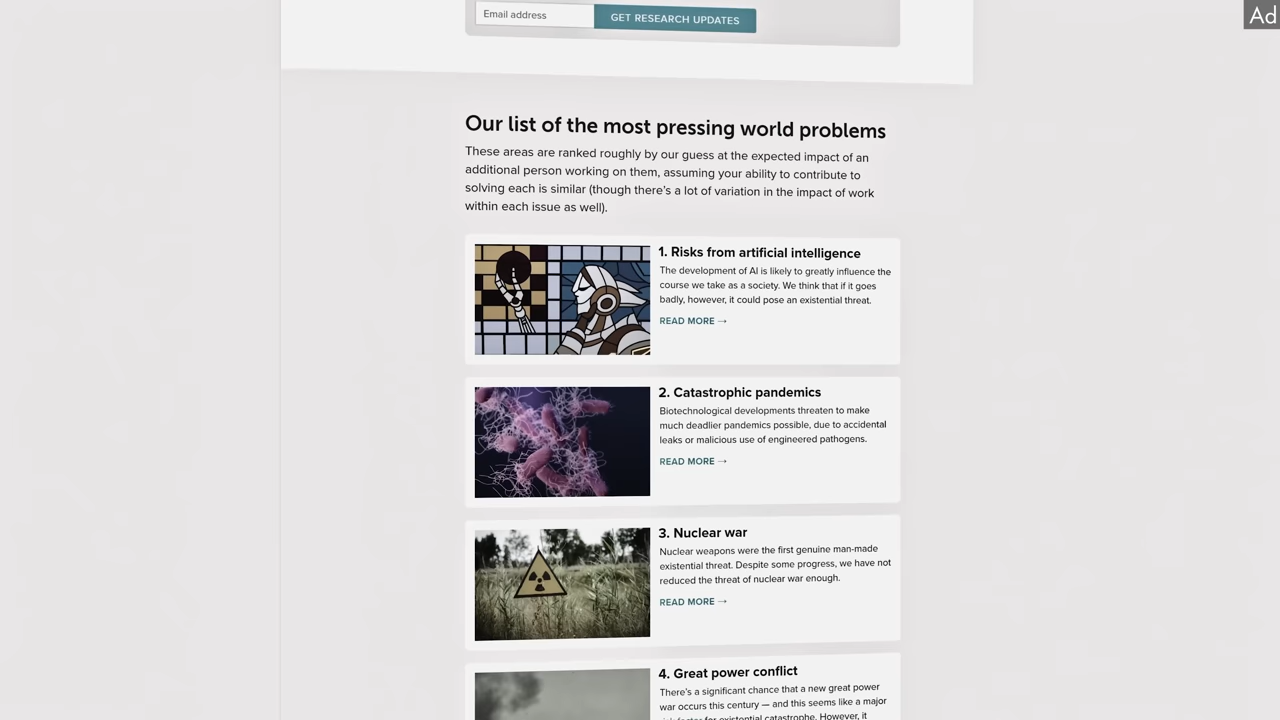 Ad
Email address
GET RESEARCH UPDATES
Our list of the most pressing world problems
These areas are ranked roughly by our guess at the expected impact of an
additional person working on them, assuming your ability to contribute to
solving each is similar (though there's a lot of variation in the impact of work
within each issue as well).
1. Risks from artificial intelligence
The development of AI is likely to greatly influence the
course we take as a society. We think that if it goes
badly, however, it could pose an existential threat.
READ MORE →
2. Catastrophic pandemics
Biotechnological developments threaten to make
much deadlier pandemics possible, due to accidental
leaks or malicious use of engineered pathogens.
READ MORE →
3. Nuclear war
Nuclear weapons were the first genuine man-made
existential threat. Despite some progress, we have not
reduced the threat of nuclear war enough.
READ MORE →
4. Great power conflict
There's a significant chance that a new great power
war occurs this century — and this seems like a major
for existential catastrophe. However, it